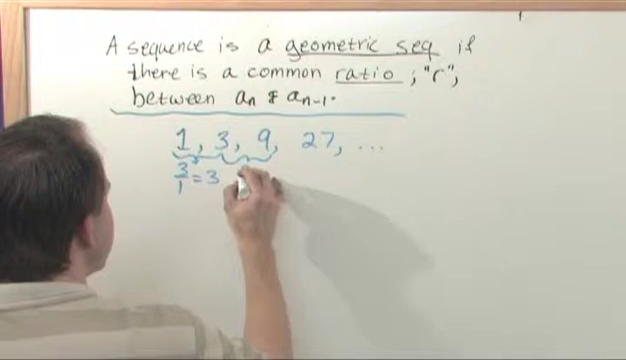 A sequence is a geometric seq if
there is a common ratio, "r",
between aₙ & aₙ₋₁.
1, 3, 9, 27, ...
3/1 = 3